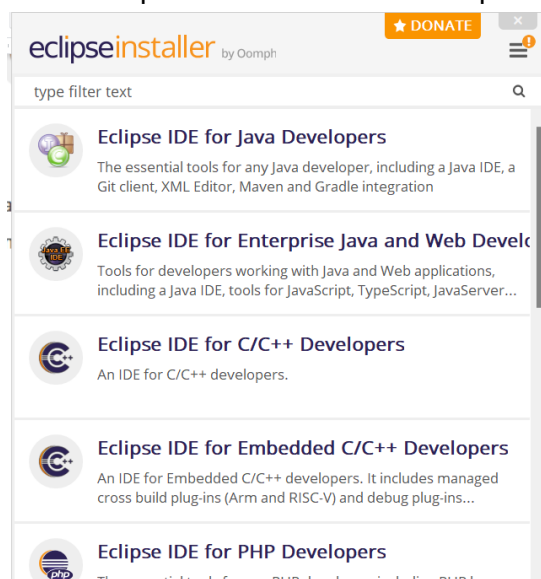 ★ DONATE
eclipseinstaller by Oomph
type filter text
Eclipse IDE for Java Developers
The essential tools for any Java developer, including a Java IDE, a
Git client, XML Editor, Maven and Gradle integration
Eclipse IDE for Enterprise Java and Web Develo
Java EE
IDE
Tools for developers working with Java and Web applications,
including a Java IDE, tools for JavaScript, TypeScript, JavaServer...
Eclipse IDE for C/C++ Developers
An IDE for C/C++ developers.
Eclipse IDE for Embedded C/C++ Developers
An IDE for Embedded C/C++ developers. It includes managed
cross build plug-ins (Arm and RISC-V) and debug plug-ins...
Eclipse IDE for PHP Developers
php